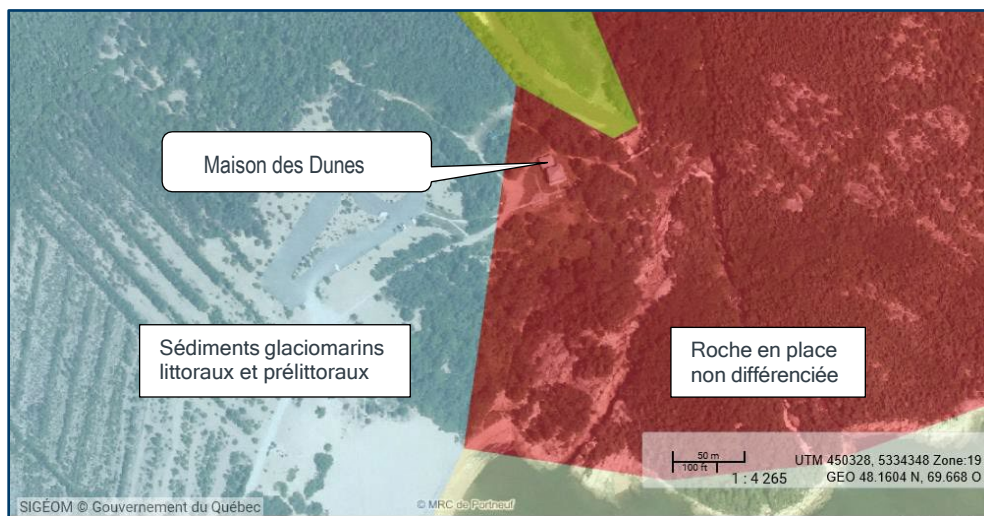 Maison des Dunes
Sédiments glaciomarins
littoraux et prélittoraux
Roche en place
non différenciée
50 m
100 ft
1 : 4 265
UTM 450328, 5334348 Zone:19
GEO 48.1604 N, 69.668 O
SIGÉOM © Gouvernement du Québec
© MRC de Portneuf